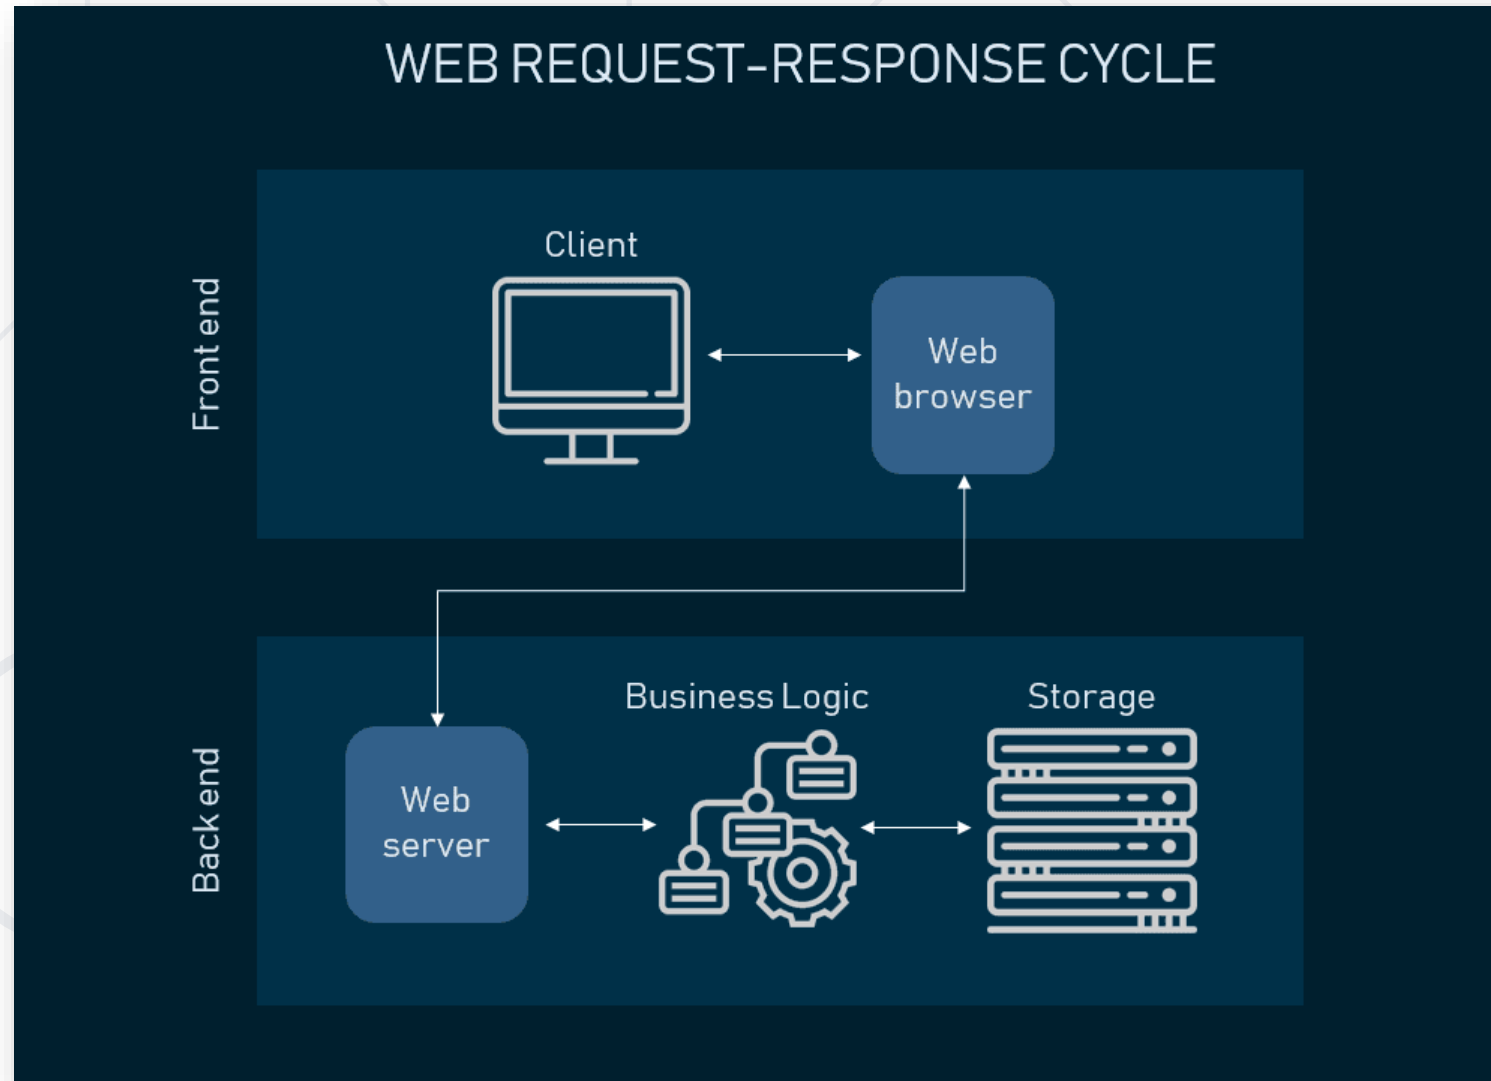 WEB REQUEST-RESPONSE CYCLE
Front end
Client
Web
browser
Back end
Business Logic
Storage
Web
server